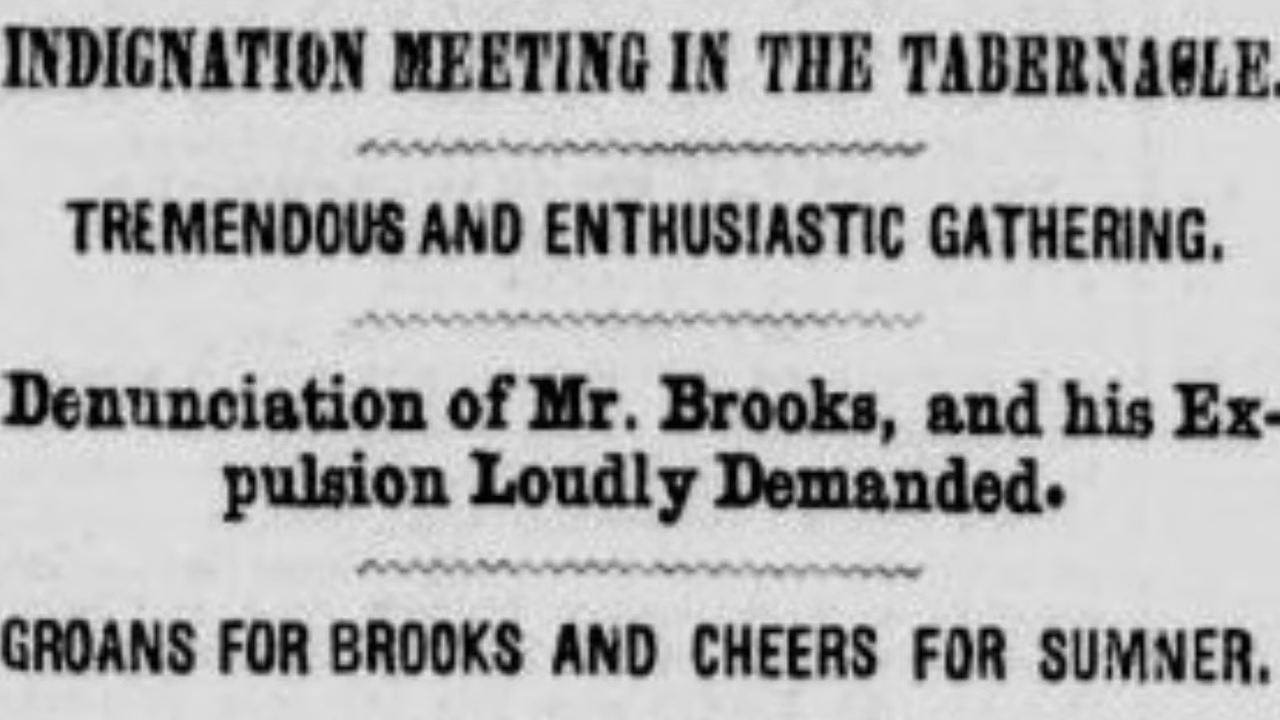 INDIGNATION MEETING IN THE TABERNACLE.
TREMENDOUS AND ENTHUSIASTIC GATHERING.
Denunciation of Mr. Brooks, and his Ex-
pulsion Loudly Demanded.
GROANS FOR BROOKS AND CHEERS FOR SUMNER.